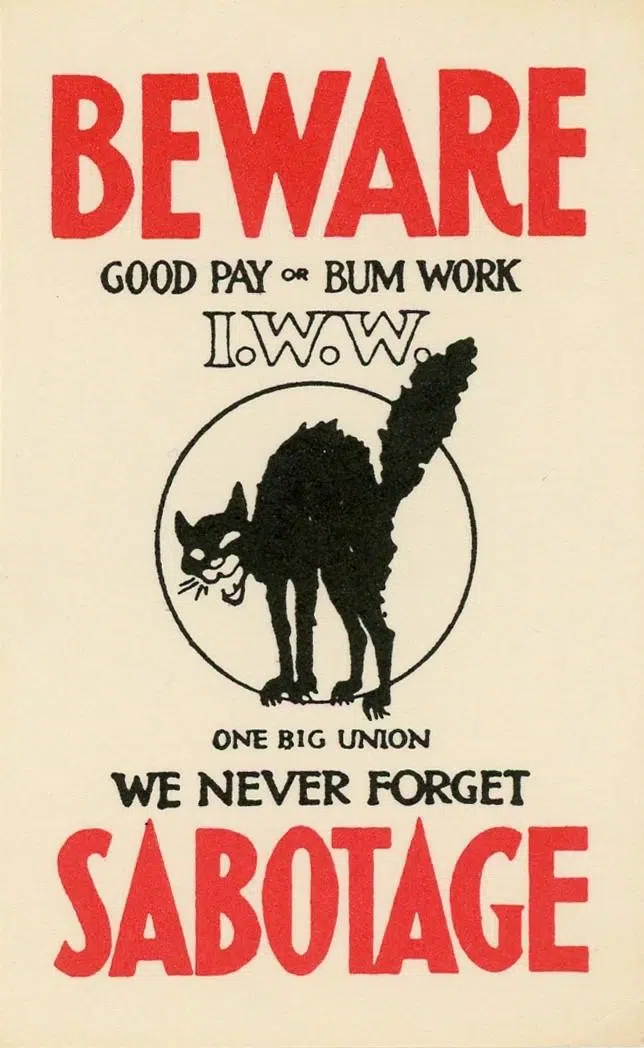 BEWARE
GOOD PAY OR BUM WORK
I.W.W.
ONE BIG UNION
WE NEVER FORGET
SABOTAGE